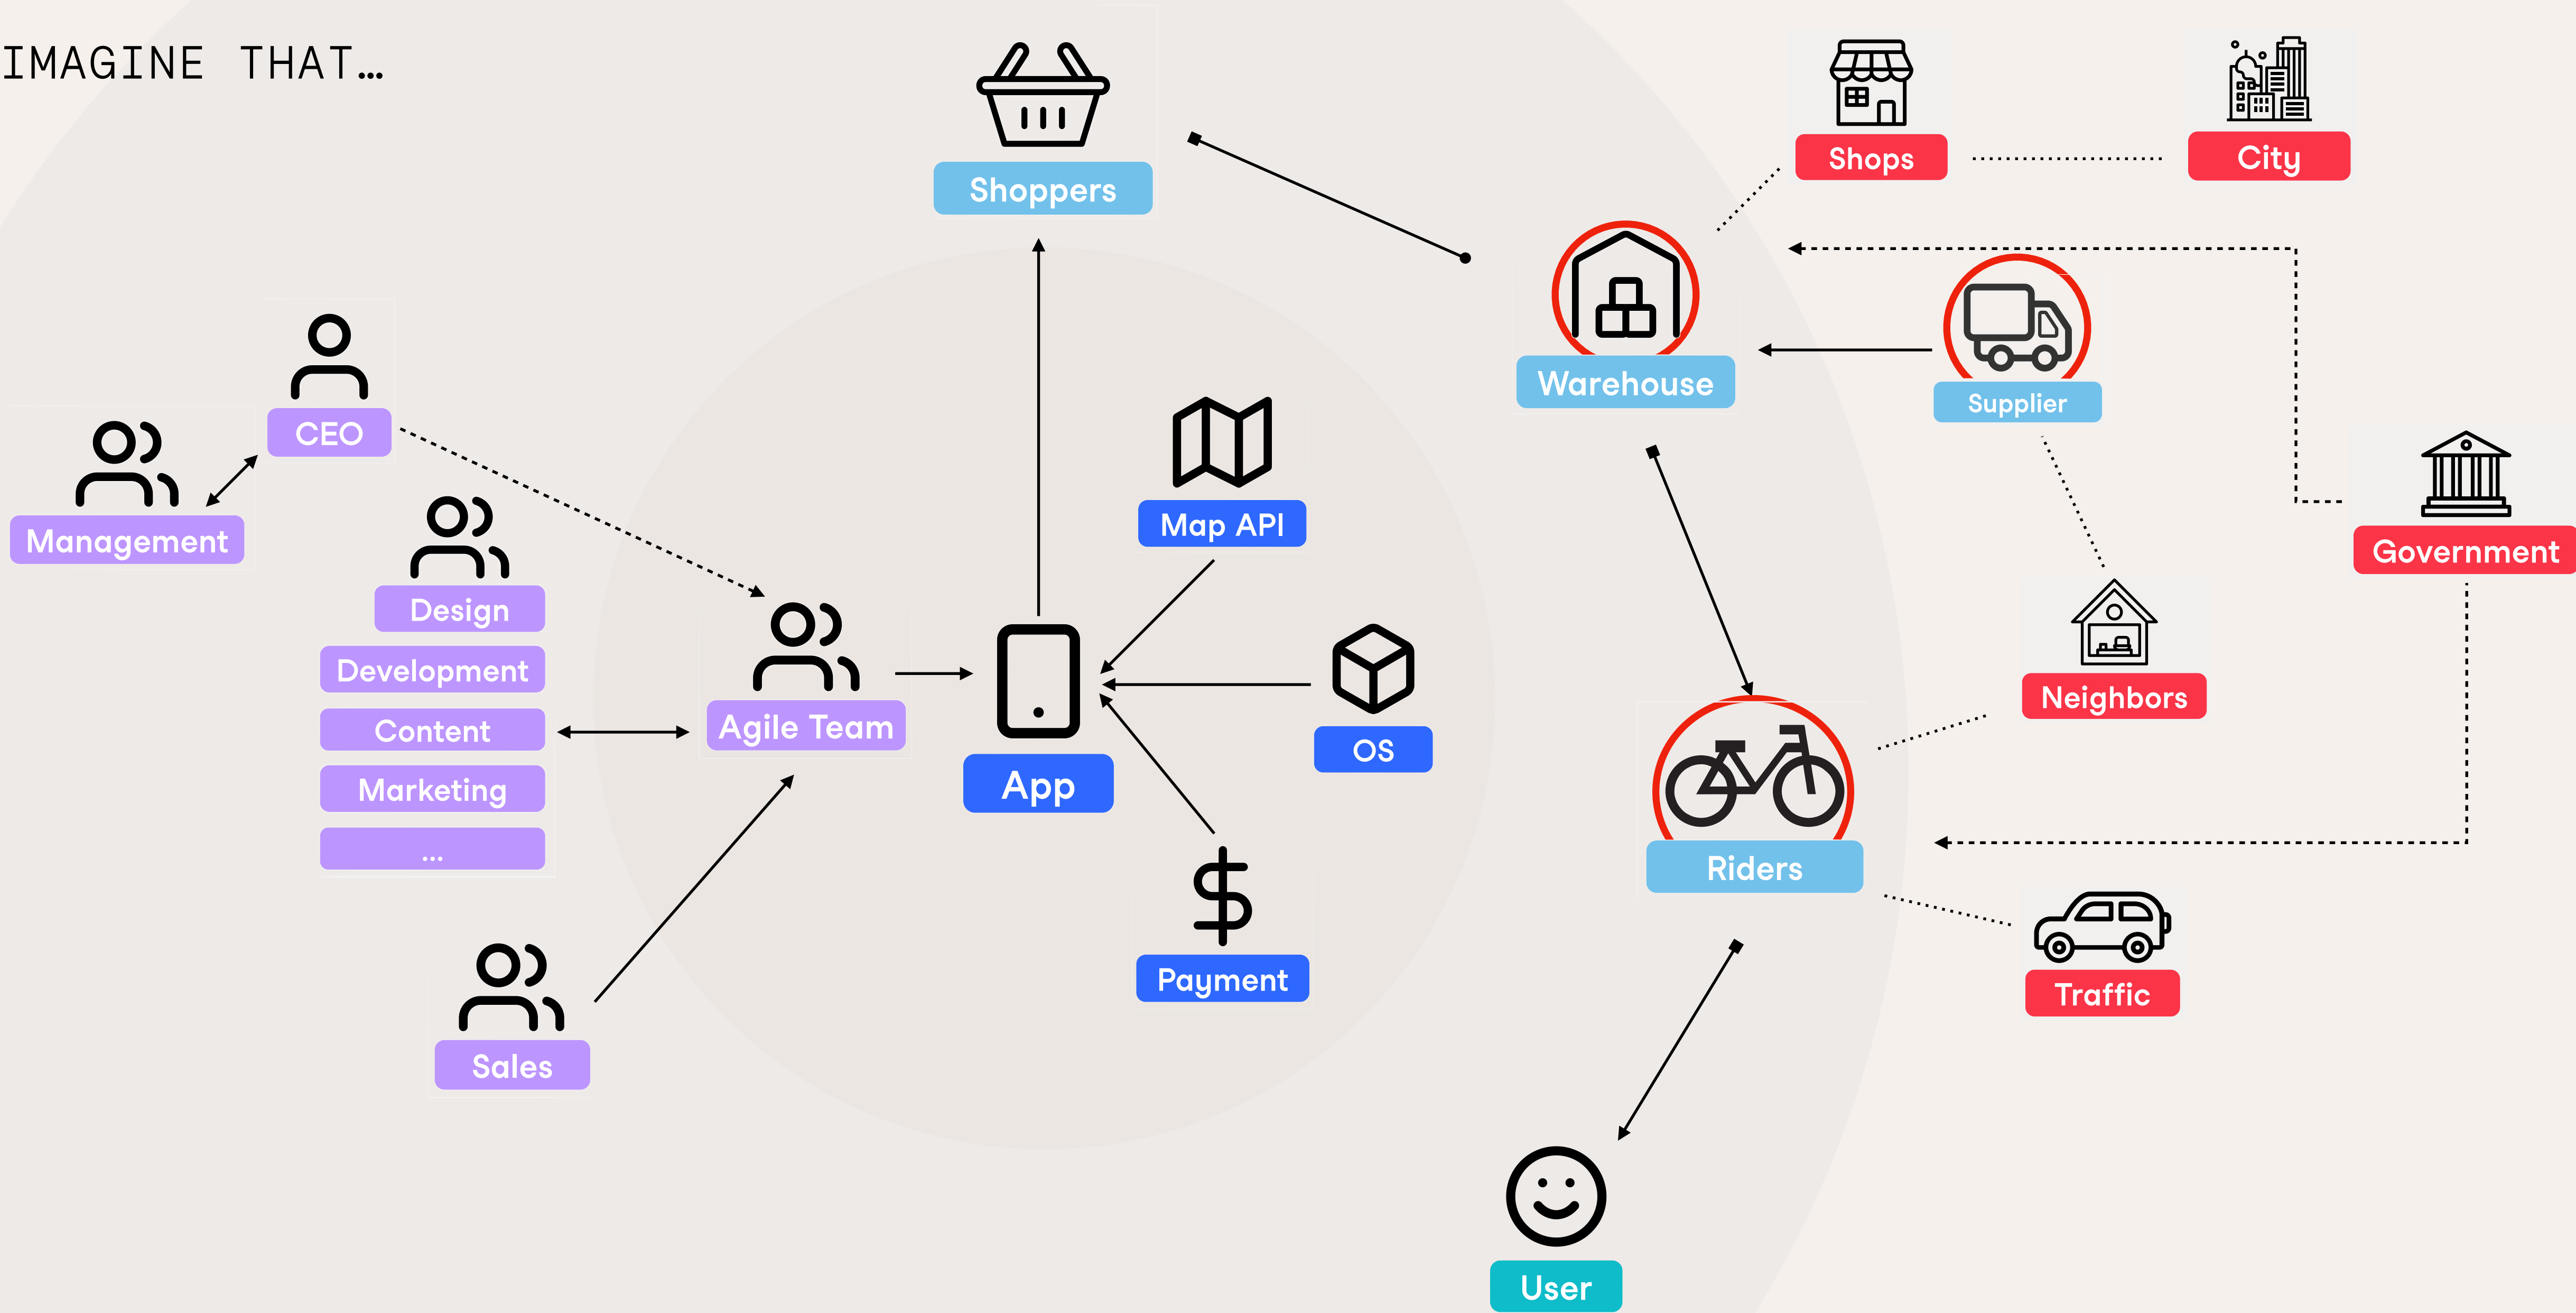 IMAGINE THAT…
Shoppers
Shops
City
Warehouse
Supplier
CEO
Management
Map API
Government
Design
Development
Content
Marketing
...
Agile Team
App
OS
Neighbors
Riders
Payment
Traffic
Sales
User